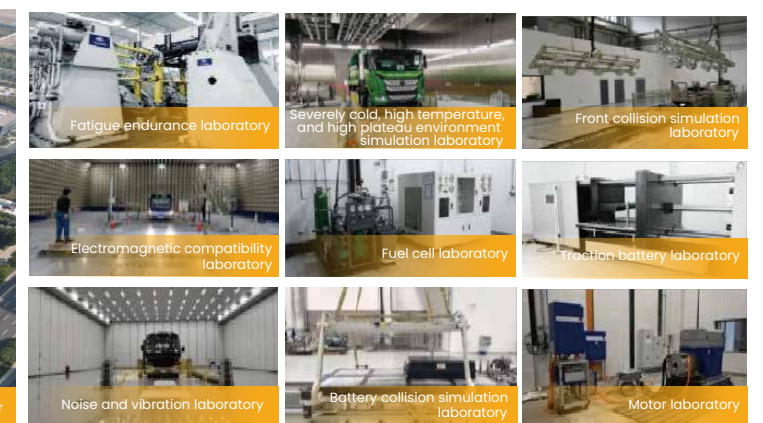 Fatigue endurance laboratory
Severely cold, high temperature,
and high plateau environment
simulation laboratory
Front collision simulation
laboratory
Electromagnetic compatibility
laboratory
Fuel cell laboratory
Traction battery laboratory
Noise and vibration laboratory
Battery collision simulation
laboratory
Motor laboratory